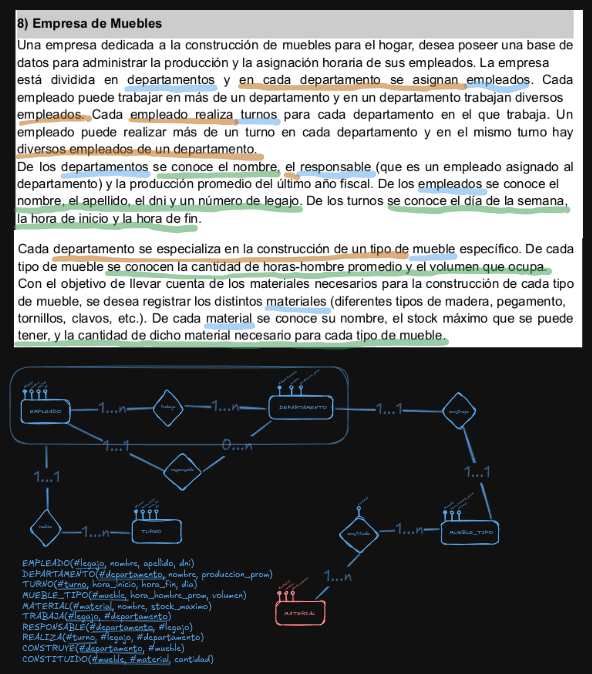 8) Empresa de Muebles
Una empresa dedicada a la construcción de muebles para el hogar, desea poseer una base de
datos para administrar la producción y la asignación horaria de sus empleados. La empresa
está dividida en departamentos y en cada departamento se asignan empleados. Cada
empleado puede trabajar en más de un departamento y en un departamento trabajan diversos
empleados. Cada empleado realiza turnos para cada departamento en el que trabaja. Un
empleado puede realizar más de un turno en cada departamento y en el mismo turno hay
diversos empleados de un departamento.
De los departamentos se conoce el nombre, el responsable (que es un empleado asignado al
departamento) y la producción promedio del último año fiscal. De los empleados se conoce el
nombre, el apellido, el dni y un número de legajo. De los turnos se conoce el día de la semana,
la hora de inicio y la hora de fin.
Cada departamento se especializa en la construcción de un tipo de mueble específico. De cada
tipo de mueble se conocen la cantidad de horas-hombre promedio y el volumen que ocupa.
Con el objetivo de llevar cuenta de los materiales necesarios para la construcción de cada tipo
de mueble, se desea registrar los distintos materiales (diferentes tipos de madera, pegamento,
tornillos, clavos, etc.). De cada material se conoce su nombre, el stock máximo que se puede
tener, y la cantidad de dicho material necesario para cada tipo de mueble.
EMPLEADO
1...n
Trabaja
1...n
DEPARTAMENTO
1...1
construye
1...1
responsable
0...n
1...1
1...1
realiza
1...n
TURNO
constituido
1...n
MUEBLE_TIPO
1...n
MATERIAL
EMPLEADO(#legajo, nombre, apellido, dni)
DEPARTAMENTO(#departamento, nombre, produccion_prom)
TURNO(#turno, hora_inicio, hora_fin, dia)
MUEBLE_TIPO(#mueble, hora_hombre_prom, volumen)
MATERIAL(#material, nombre, stock_maximo)
TRABAJA(#legajo, #departamento)
RESPONSABLE(#departamento, #legajo)
REALIZA(#turno, #legajo, #departamento)
CONSTRUYE(#departamento, #mueble)
CONSTITUIDO(#mueble, #material, cantidad)